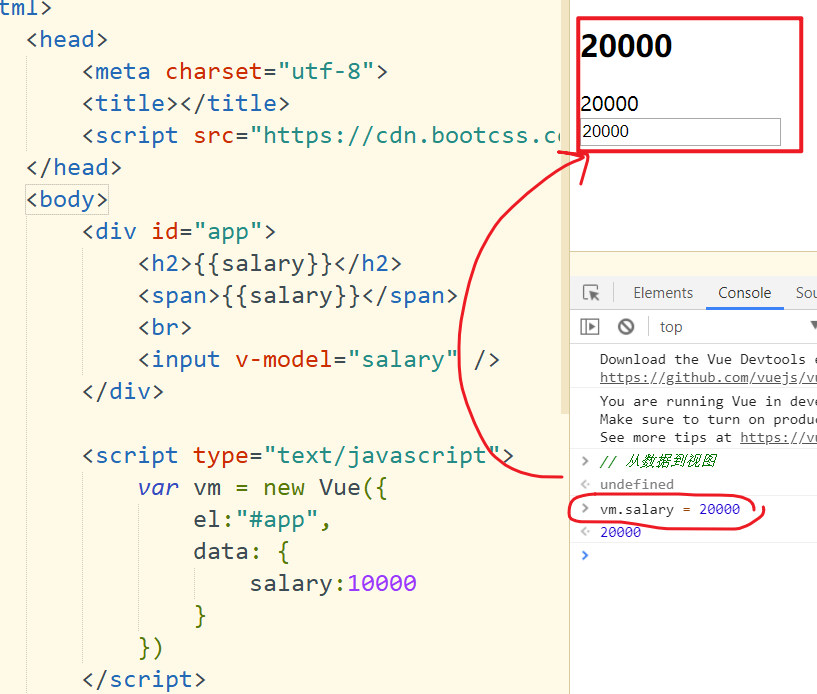 tml>
<head>
<meta charset="utf-8">
<title></title>
<script src="https://cdn.bootcss.c
</head>
<body>
<div id="app">
<h2>{{salary}}</h2>
<span>{{salary}}</span>
<br>
<input v-model="salary" />
</div>
<script type="text/javascript">
var vm = new Vue({
el:"#app",
data: {
salary:10000
}
})
</script>
20000
20000
20000
Elements Console Sou
top
Download the Vue Devtools e
https://github.com/vuejs/vu
You are running Vue in deve
Make sure to turn on produc
See more tips at https://vu
> // 从数据到视图
< undefined
> vm.salary = 20000
< 20000
>